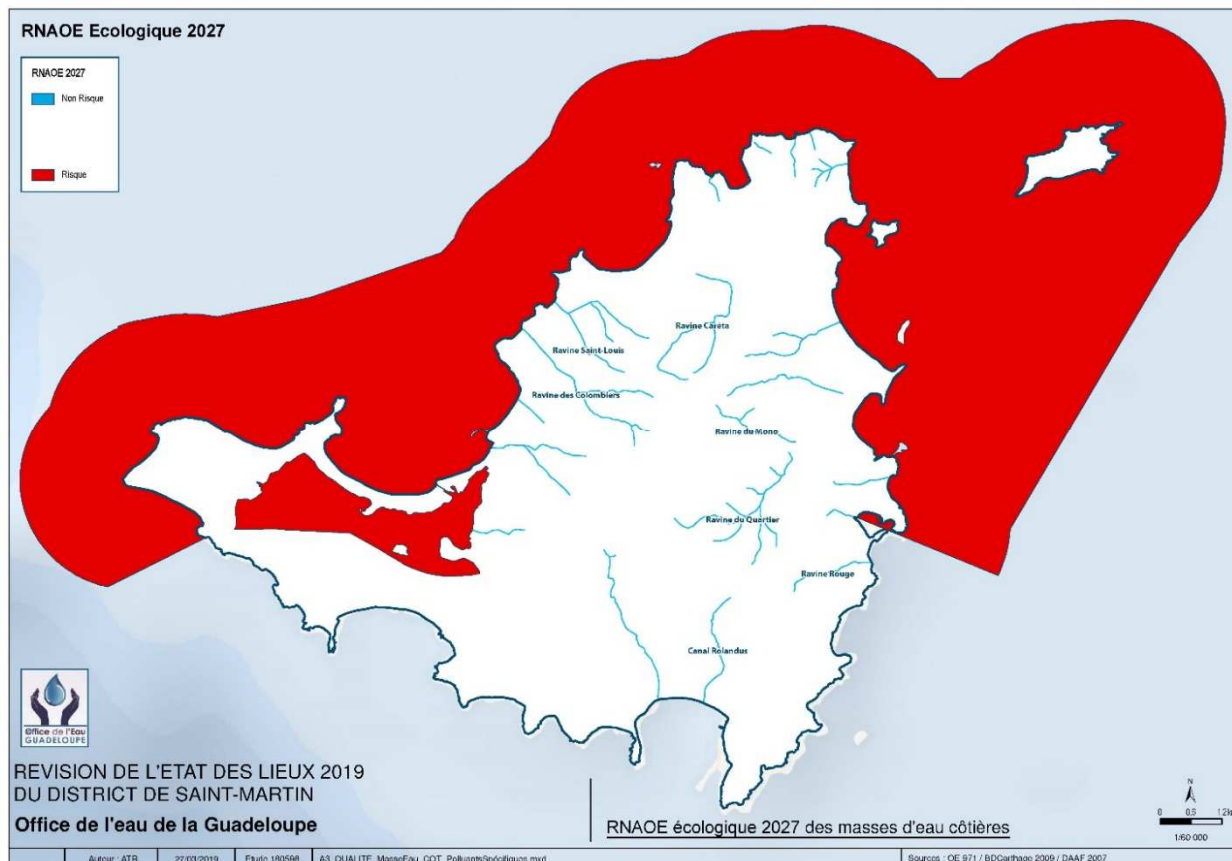 RNAOE Ecologique 2027
RNAOE 2027
Non Risque
Risque
Ravine Careta
Ravine Saint-Louis
Ravine des Colombiers
Ravine du Mono
Ravine du Quartier
Ravine Rouge
Canal Rolandus
Office de l'Eau
GUADELOUPE
REVISION DE L'ETAT DES LIEUX 2019
DU DISTRICT DE SAINT-MARTIN
Office de l'eau de la Guadeloupe
RNAOE écologique 2027 des masses d'eau côtières
N
0 0,5 1,2km
1/60 000
Auteur : ATR 27/03/2019 Etude 180598 A3_QUALITE_MasseEau_COT_PolluantsSpécifiques.mxd Sources : OE 971 / BDCarthage 2009 / DAAF 2007